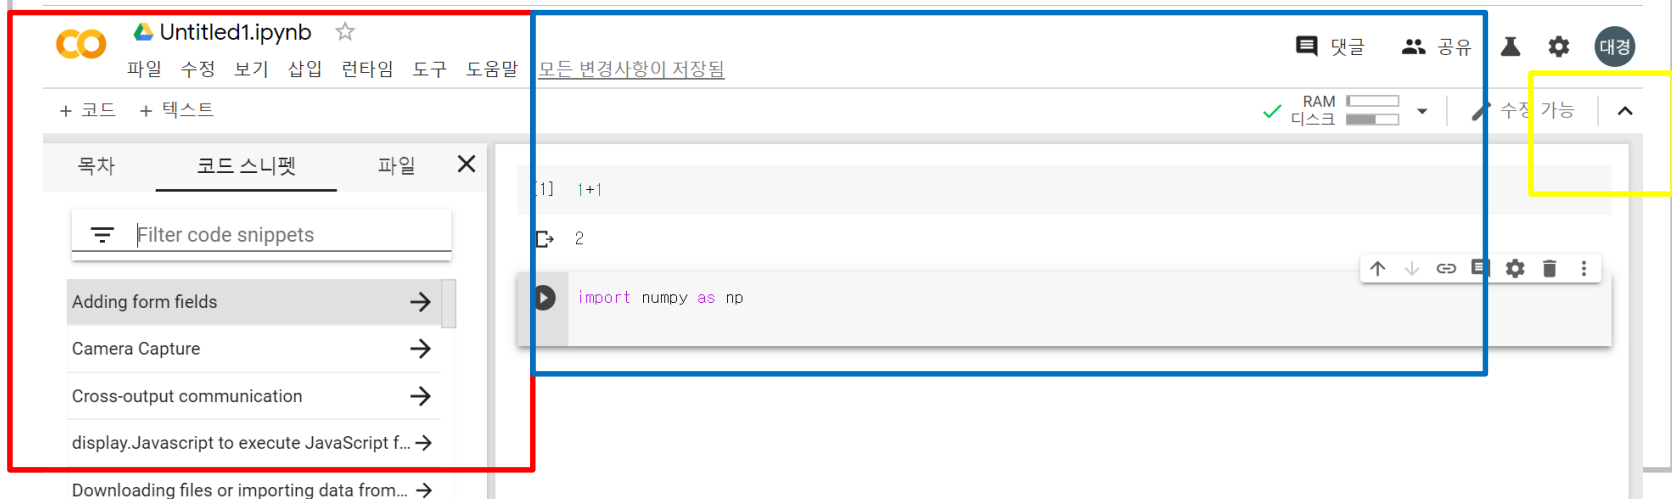 Untitled1.ipynb
파일 수정 보기 삽입 런타임 도구 도움말 모든 변경사항이 저장됨
댓글 공유 대경
+ 코드 + 텍스트
RAM
디스크
수정 가능
목차 코드 스니펫 파일
Filter code snippets
Adding form fields
Camera Capture
Cross-output communication
display.Javascript to execute JavaScript f...
Downloading files or importing data from...
[1] 1+1
2
import numpy as np